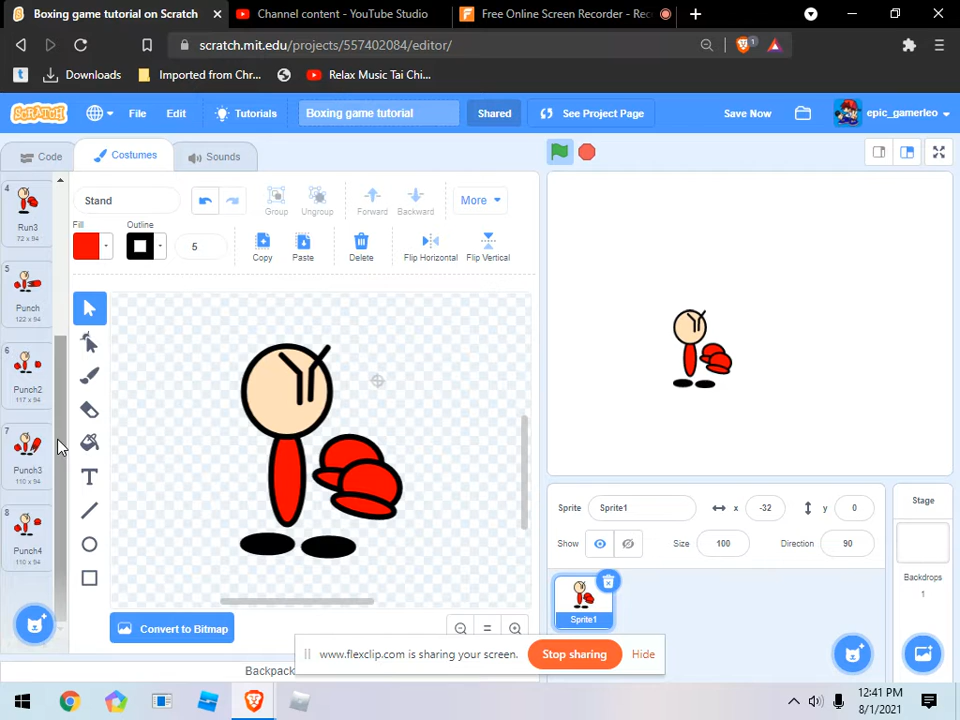 Boxing game tutorial on Scratch
Channel content - YouTube Studio
Free Online Screen Recorder - Rec
scratch.mit.edu/projects/557402084/editor/
1
t
Downloads
Imported from Chr...
Relax Music Tai Chi...
SCRATCH
File
Edit
Tutorials
Boxing game tutorial
Shared
See Project Page
Save Now
epic_gamerleo
Code
Costumes
Sounds
4
Run3
72 x 94
5
Punch
122 x 94
6
Punch2
117 x 94
7
Punch3
110 x 94
8
Punch4
110 x 94
Stand
Group
Ungroup
Forward
Backward
More
Fill
Outline
5
Copy
Paste
Delete
Flip Horizontal
Flip Vertical
T
Convert to Bitmap
Backpack
Sprite
Sprite1
x
-32
y
0
Show
Size
100
Direction
90
Sprite1
Stage
Backdrops
1
www.flexclip.com is sharing your screen.
Stop sharing
Hide
12:41 PM
8/1/2021